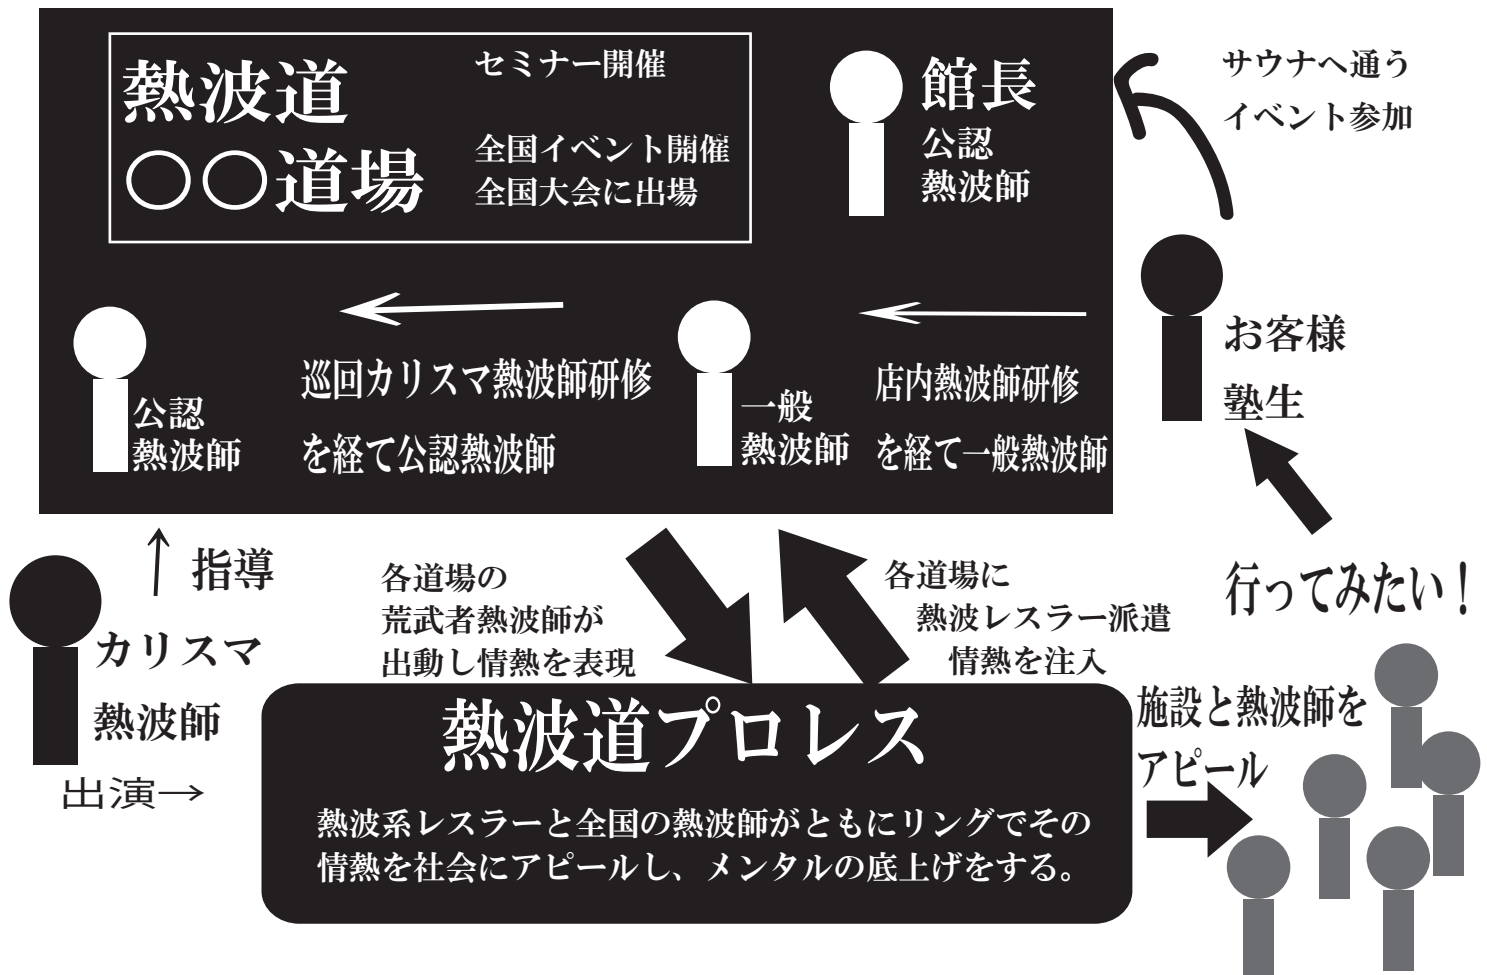 熱波道
〇〇道場
セミナー開催
全国イベント開催
全国大会に出場
館長
公認
熱波師
サウナへ通う
イベント参加
お客様
塾生
公認
熱波師
巡回カリスマ熱波師研修
を経て公認熱波師
一般
熱波師
店内熱波師研修
を経て一般熱波師
指導
カリスマ
熱波師
出演→
各道場の
荒武者熱波師が
出動し情熱を表現
各道場に
熱波レスラー派遣
情熱を注入
行ってみたい！
施設と熱波師を
アピール
熱波道プロレス
熱波系レスラーと全国の熱波師がともにリングでその
情熱を社会にアピールし、メンタルの底上げをする。